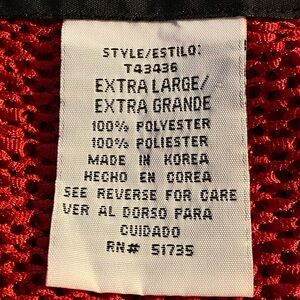 STYLE/ESTILO:
T43436
EXTRA LARGE/
EXTRA GRANDE
100% POLYESTER
100% POLIESTER
MADE IN KOREA
HECHO EN COREA
SEE REVERSE FOR CARE
VER AL DORSO PARA
CUIDADO
RN# 51735